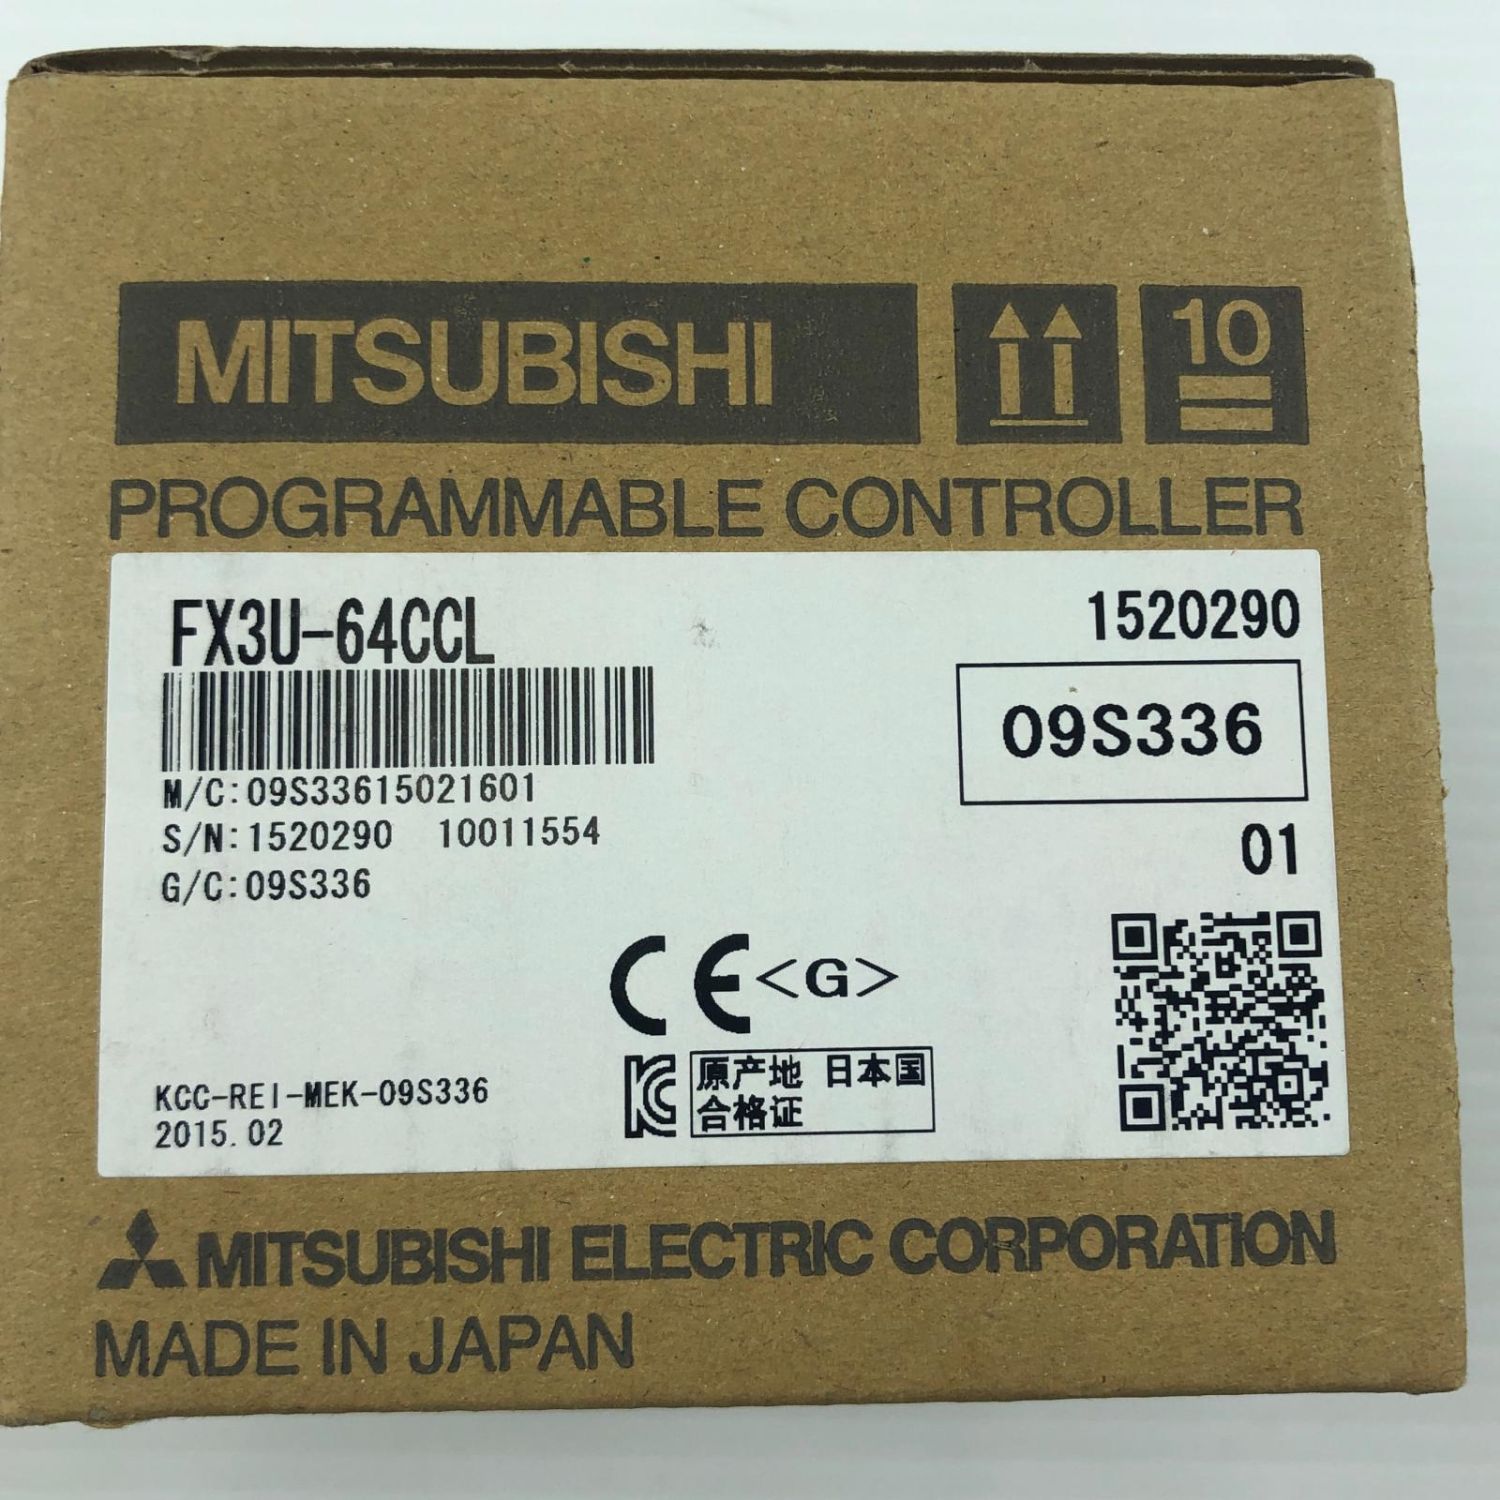 MITSUBISHI
10
PROGRAMMABLE CONTROLLER
FX3U-64CCL
1520290
09S336
M/C:09S33615021601
S/N:1520290 10011554
01
G/C:09S336
CE<G>
KCC-REI-MEK-09S336
2015.02
原产地 日本国
合格证
MITSUBISHI ELECTRIC CORPORATION
MADE IN JAPAN